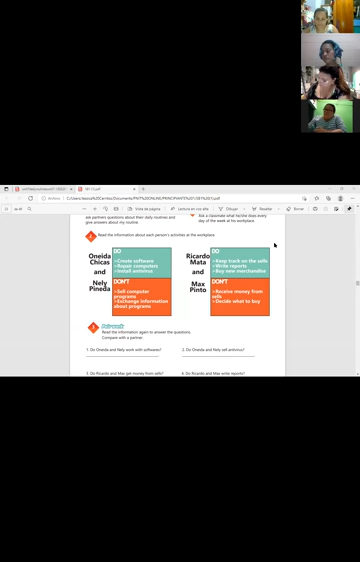 ask partners questions about their daily routines and
give answers about my routine.
Ask a classmate what he/she does every
day of the week at his workplace.
2. Read the information about each person's activities at the workplace.
Oneida
Chicas
and
Nely
Pineda
DO
>Create software
>Repair computers
>Install antivirus
DON'T
>Sell computer
programs
>Exchange information
about programs
Ricardo
Mata
and
Max
Pinto
DO
>Keep track on the sells
>Write reports
>Buy new merchandise
DON'T
>Receive money from
sells
>Decide what to buy
3. Pair work
Read the information again to answer the questions.
Compare with a partner.
1. Do Oneida and Nely work with softwares?
2. Do Oneida and Nely sell antivirus?
3. Do Ricardo and Max get money from sells?
4. Do Ricardo and Max write reports?